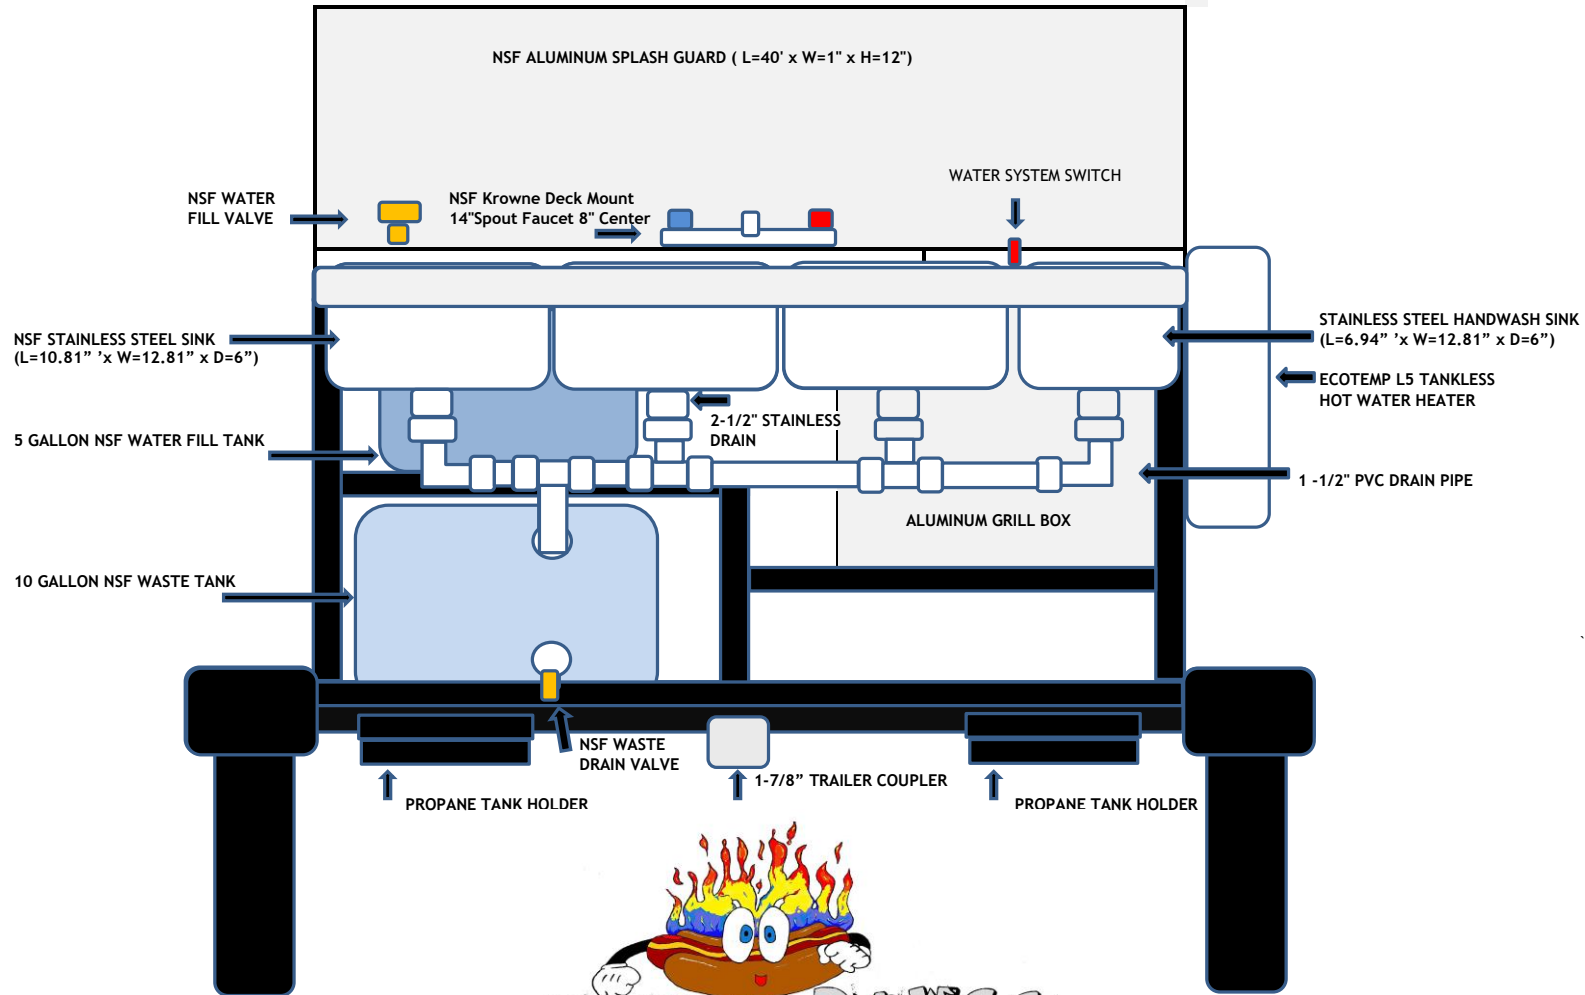 NSF ALUMINUM SPLASH GUARD ( L=40' x W=1" x H=12")
WATER SYSTEM SWITCH
NSF WATER
FILL VALVE
NSF Krowne Deck Mount
14"Spout Faucet 8" Center
NSF STAINLESS STEEL SINK
(L=10.81” ’x W=12.81” x D=6”)
STAINLESS STEEL HANDWASH SINK
(L=6.94” ’x W=12.81” x D=6”)
ECOTEMP L5 TANKLESS
HOT WATER HEATER
2-1/2" STAINLESS
DRAIN
5 GALLON NSF WATER FILL TANK
1 -1/2" PVC DRAIN PIPE
ALUMINUM GRILL BOX
10 GALLON NSF WASTE TANK
`
NSF WASTE
DRAIN VALVE
1-7/8” TRAILER COUPLER
PROPANE TANK HOLDER
PROPANE TANK HOLDER